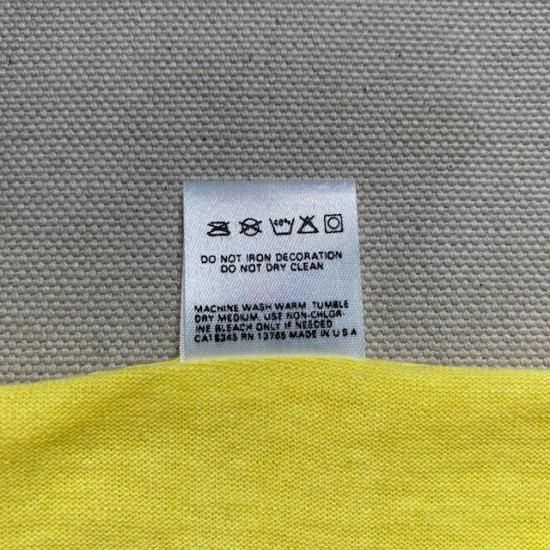 40°
DO NOT IRON DECORATION
DO NOT DRY CLEAN
MACHINE WASH WARM. TUMBLE
DRY MEDIUM. USE NON-CHLOR-
INE BLEACH ONLY IF NEEDED
RN 13765 MADE IN U S A